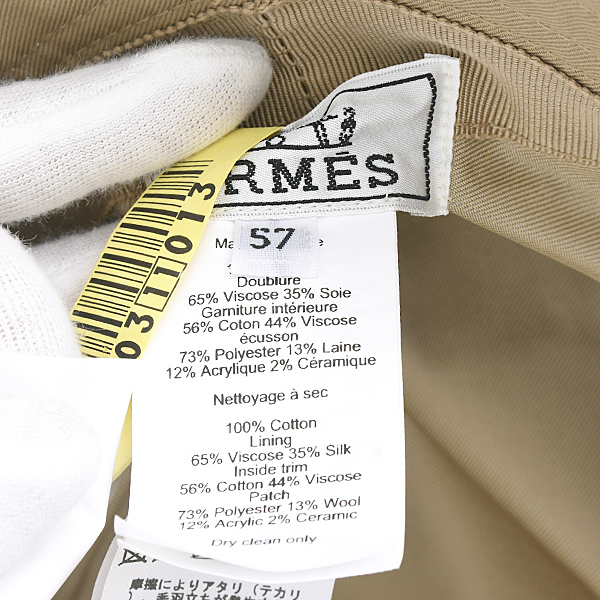 57
Doublure
65% Viscose 35% Soie
Garniture intérieure
56% Coton 44% Viscose
écusson
73% Polyester 13% Laine
12% Acrylique 2% Céramique
Nettoyage à sec
100% Cotton
Lining
65% Viscose 35% Silk
Inside trim
56% Cotton 44% Viscose
Patch
73% Polyester 13% Wool
12% Acrylic 2% Ceramic
Dry clean only
摩擦によりアタリ（テカリ